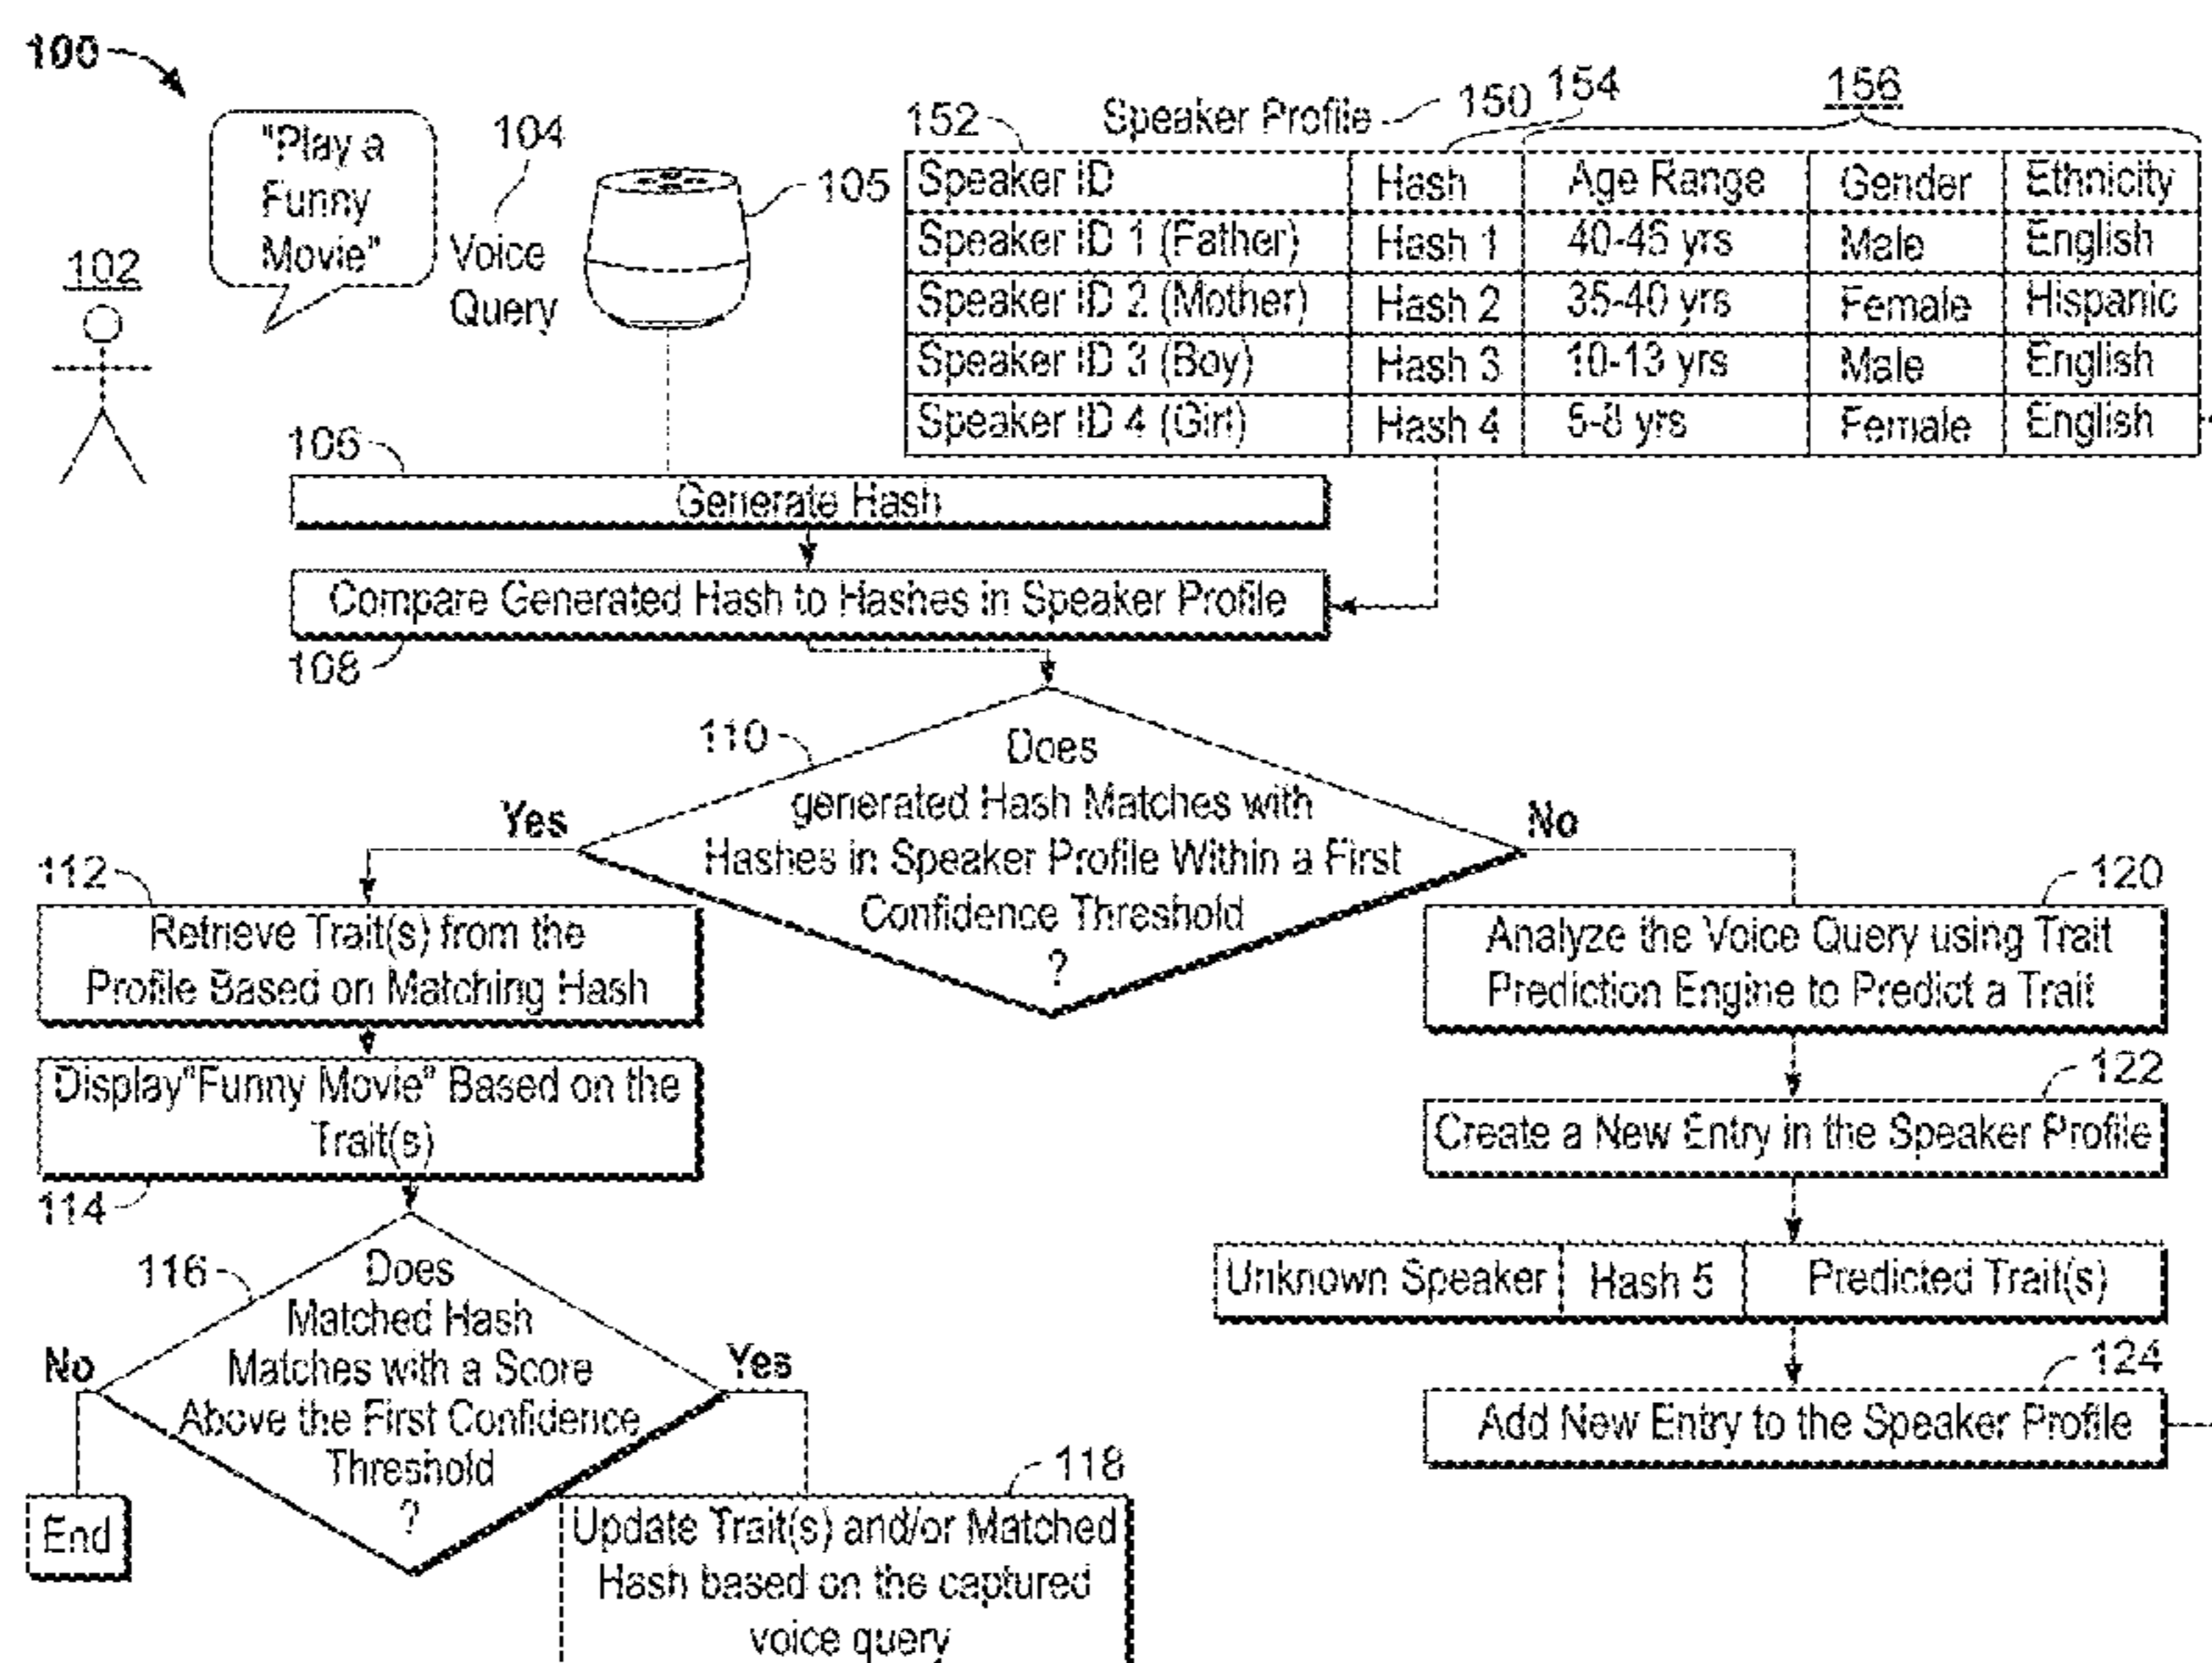 100
"Play a
Funny
Movie"
104
Voice
Query
105
102
Speaker Profile
150
152
154
156
Speaker ID Hash Age Range Gender Ethnicity
Speaker ID 1 (Father) Hash 1 40-45 yrs Male English
Speaker ID 2 (Mother) Hash 2 35-40 yrs Female Hispanic
Speaker ID 3 (Boy) Hash 3 10-13 yrs Male English
Speaker ID 4 (Girl) Hash 4 5-8 yrs Female English
106
Generate Hash
Compare Generated Hash to Hashes in Speaker Profile
108
110
Does
generated Hash Matches with
Hashes in Speaker Profile Within a First
Confidence Threshold
?
Yes
No
112
Retrieve Trait(s) from the
Profile Based on Matching Hash
Display"Funny Movie" Based on the
Trait(s)
114
116
Does
Matched Hash
Matches with a Score
Above the First Confidence
Threshold
?
No
Yes
End
118
Update Trait(s) and/or Matched
Hash based on the captured
voice query
120
Analyze the Voice Query using Trait
Prediction Engine to Predict a Trait
122
Create a New Entry in the Speaker Profile
Unknown Speaker Hash 5 Predicted Trait(s)
124
Add New Entry to the Speaker Profile